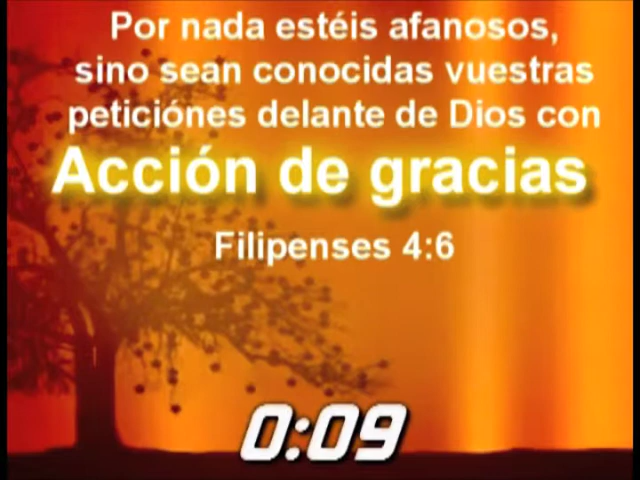 Por nada estéis afanosos,
sino sean conocidas vuestras
peticiónes delante de Dios con
Acción de gracias
Filipenses 4:6
0:09